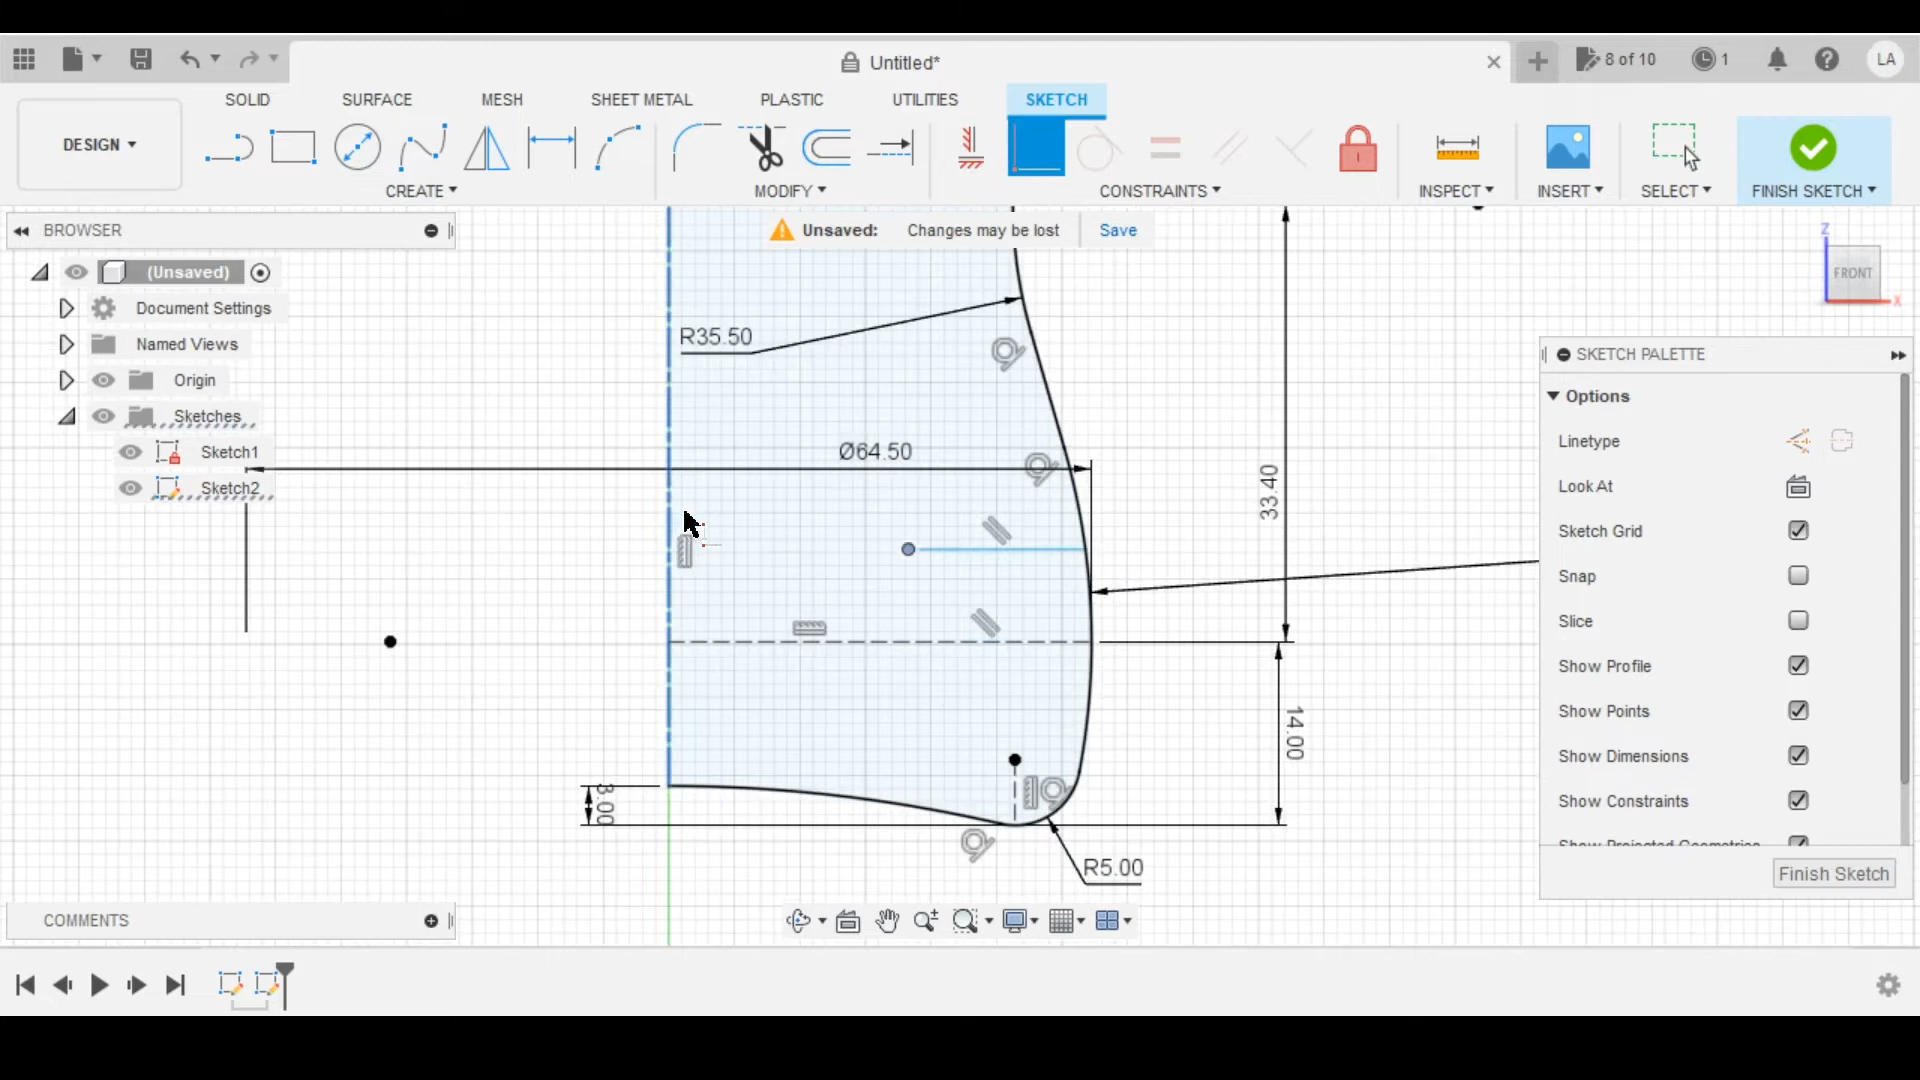 Untitled*
8 of 10
1
LA
SOLID SURFACE MESH SHEET METAL PLASTIC UTILITIES SKETCH
DESIGN
CREATE MODIFY CONSTRAINTS INSPECT INSERT SELECT FINISH SKETCH
BROWSER
Unsaved: Changes may be lost Save
(Unsaved)
Document Settings
Named Views
Origin
Sketches
Sketch1
Sketch2
Z
FRONT
X
R35.50
Ø64.50
33.40
14.00
3.00
R5.00
SKETCH PALETTE
Options
Linetype
Look At
Sketch Grid
Snap
Slice
Show Profile
Show Points
Show Dimensions
Show Constraints
Show Projected Geometries
Finish Sketch
COMMENTS